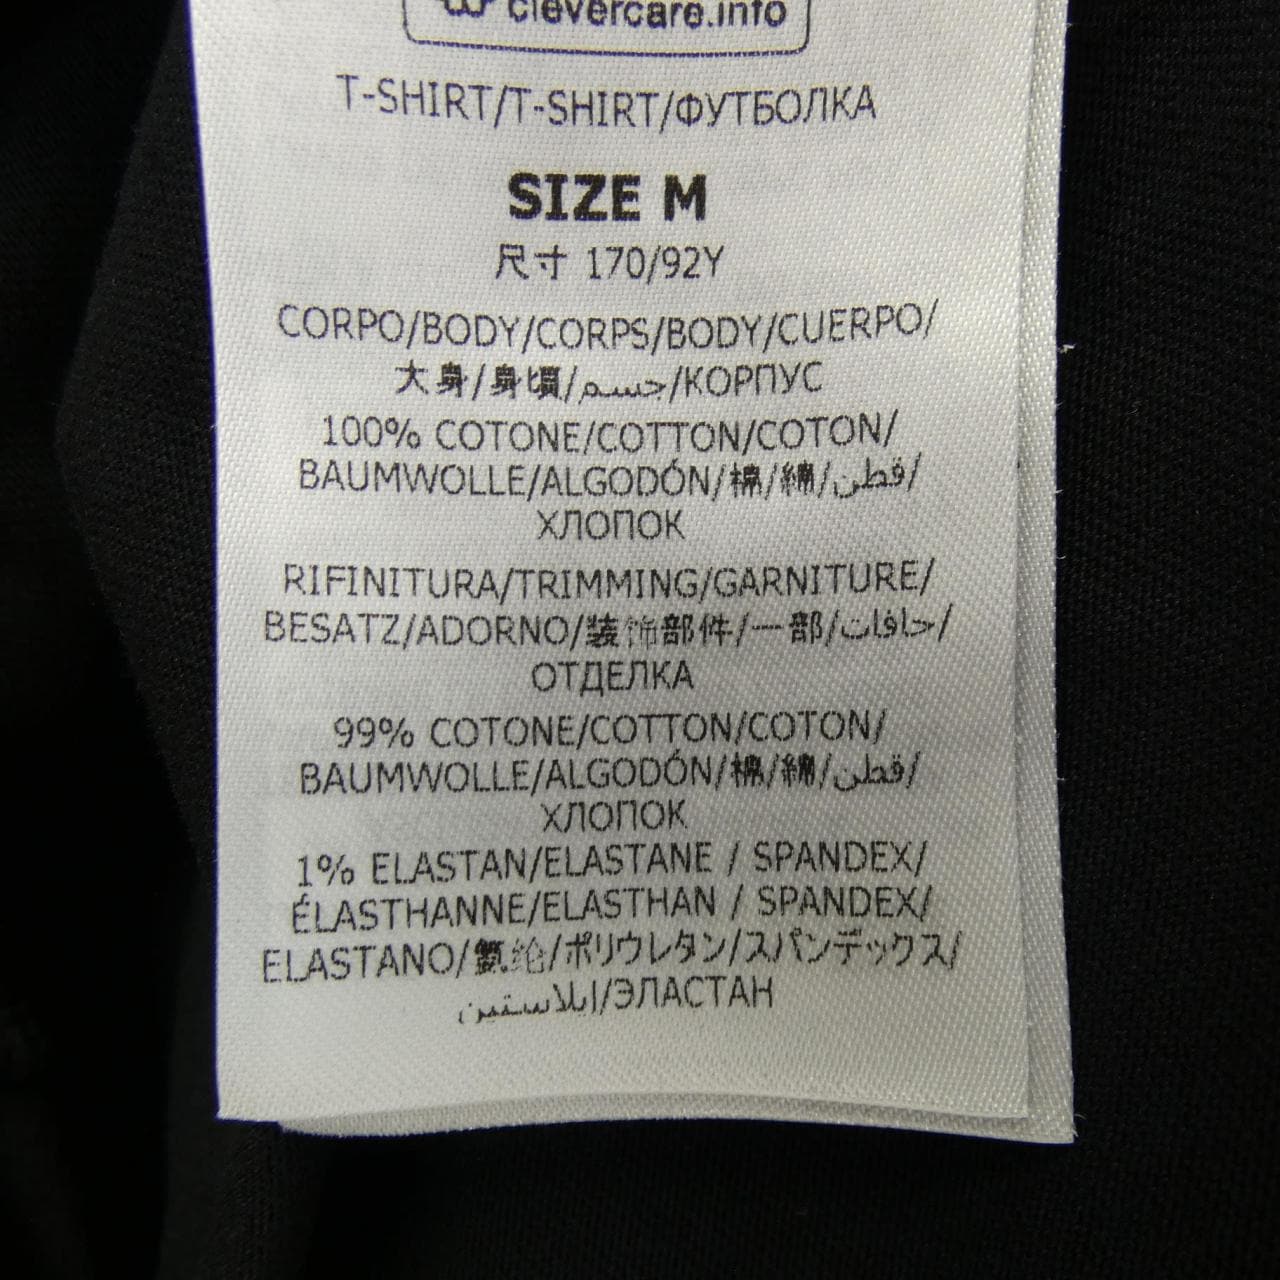 clevercare.info
T-SHIRT/T-SHIRT/ФУТБОЛКА
SIZE M
尺寸 170/92Y
CORPO/BODY/CORPS/BODY/CUERPO/
大身/身頃/جسم/КОРПУС
100% COTONE/COTTON/COTON/
BAUMWOLLE/ALGODÓN/棉/綿/قطن/
ХЛОПОК
RIFINITURA/TRIMMING/GARNITURE/
BESATZ/ADORNO/装饰部件/一部/حافات/
ОТДЕЛКА
99% COTONE/COTTON/COTON/
BAUMWOLLE/ALGODÓN/棉/綿/قطن/
ХЛОПОК
1% ELASTAN/ELASTANE / SPANDEX/
ÉLASTHANNE/ELASTHAN / SPANDEX/
ELASTANO/氨纶/ポリウレタン/スパンデックス/
ايلاستين/ЭЛАСТАН